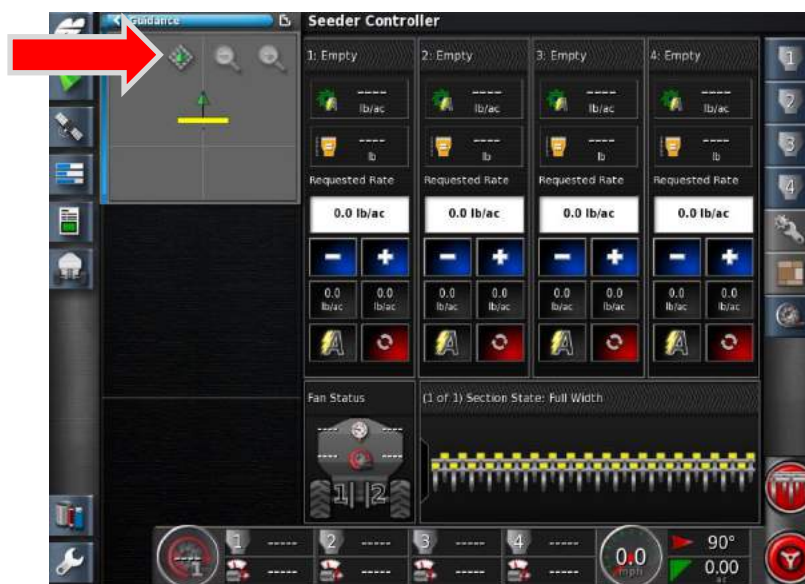 Guidance
Seeder Controller
1: Empty 2: Empty 3: Empty 4: Empty
---- ---- ---- ----
lb/ac lb/ac lb/ac lb/ac
---- ---- ---- ----
lb lb lb lb
Requested Rate Requested Rate Requested Rate Requested Rate
0.0 lb/ac 0.0 lb/ac 0.0 lb/ac 0.0 lb/ac
- + - + - + - +
0.0 0.0 0.0 0.0 0.0 0.0 0.0 0.0
lb/ac lb/ac lb/ac lb/ac lb/ac lb/ac lb/ac lb/ac
A A A A
Fan Status
---- ----
---- ----
1 2
(1 of 1) Section State: Full Width
1
2
3
4
1 1 ----- 2 ----- 3 ----- 4 ----- 0.0 90°
----- ----- ----- ----- mph 0.00
ac